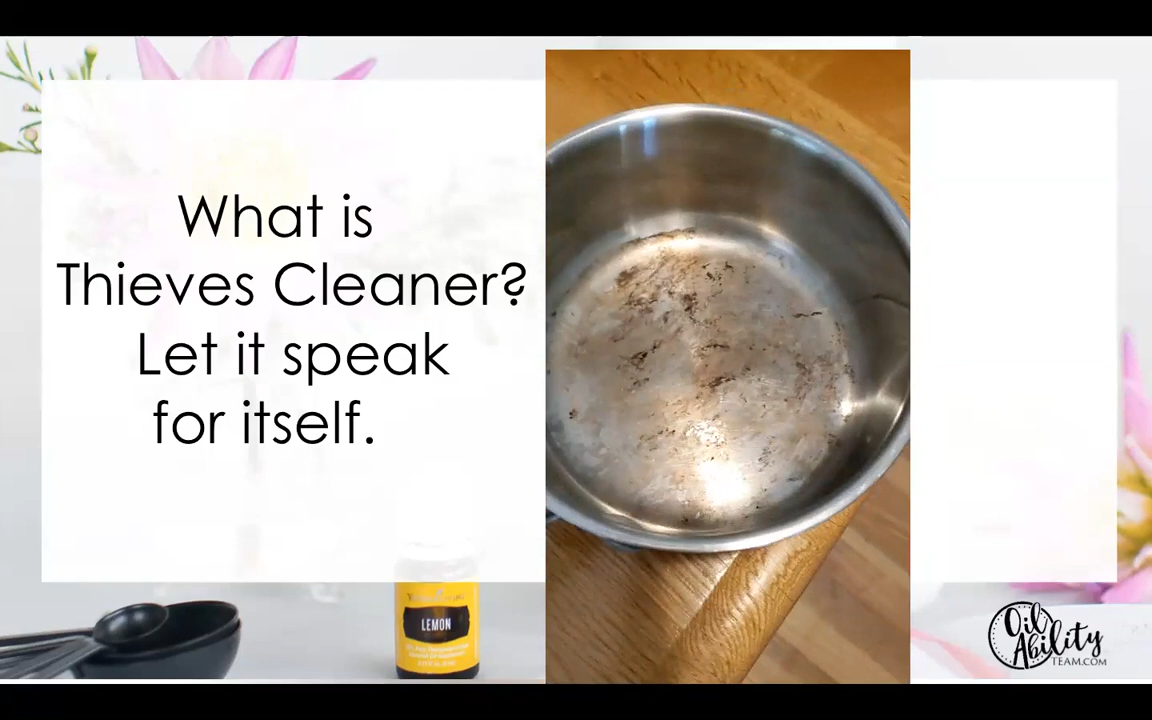 What is
Thieves Cleaner?
Let it speak
for itself.
LEMON
Oil
Ability
TEAM.COM